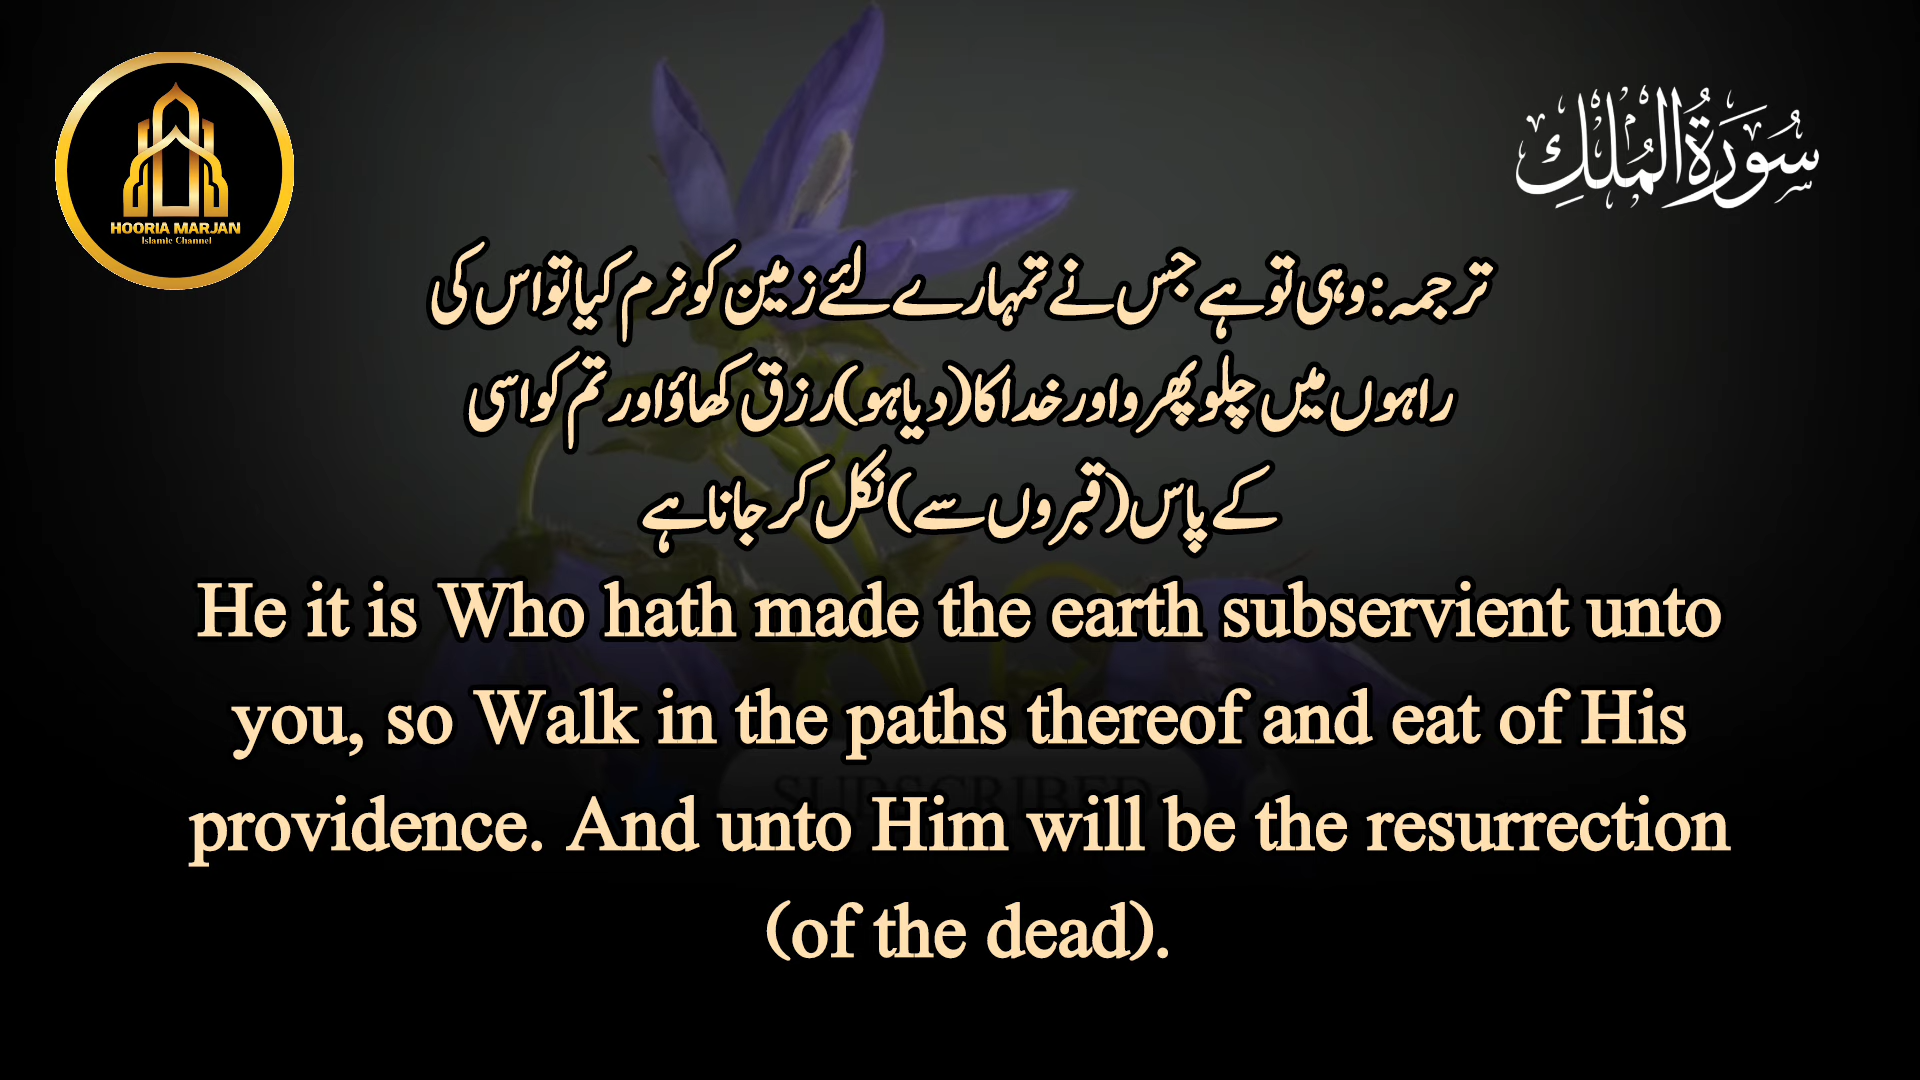 HOORIA MARJAN
Islamic Channel
سُورَةُ المُلْكِ
ترجمہ: وہی تو ہے جس نے تمہارے لئے زمین کو نرم کیا تو اس کی
راہوں میں چلو پھرو اور خدا کا (دیا ہو) رزق کھاؤ اور تم کو اسی
کے پاس (قبروں سے) نکل کر جانا ہے
He it is Who hath made the earth subservient unto
you, so Walk in the paths thereof and eat of His
providence. And unto Him will be the resurrection
(of the dead).
SUBSCRIBED